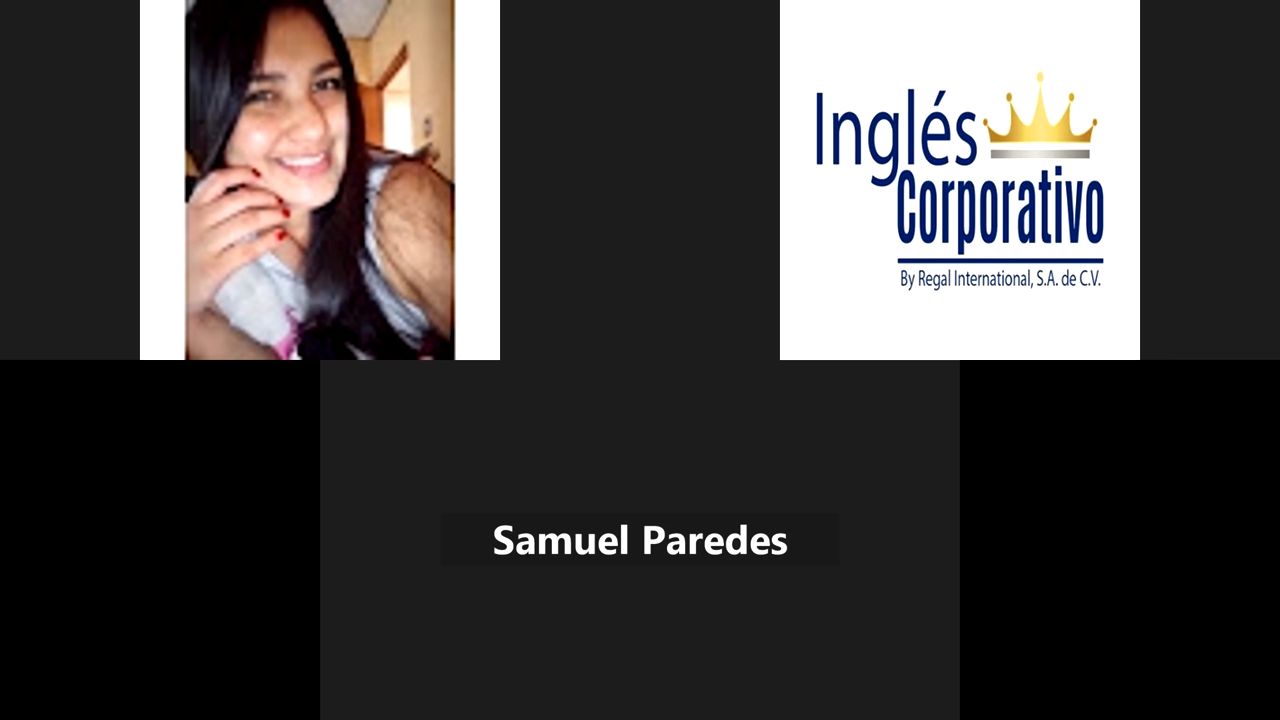 Inglés
Corporativo
By Regal International, S.A. de C.V.
Samuel Paredes